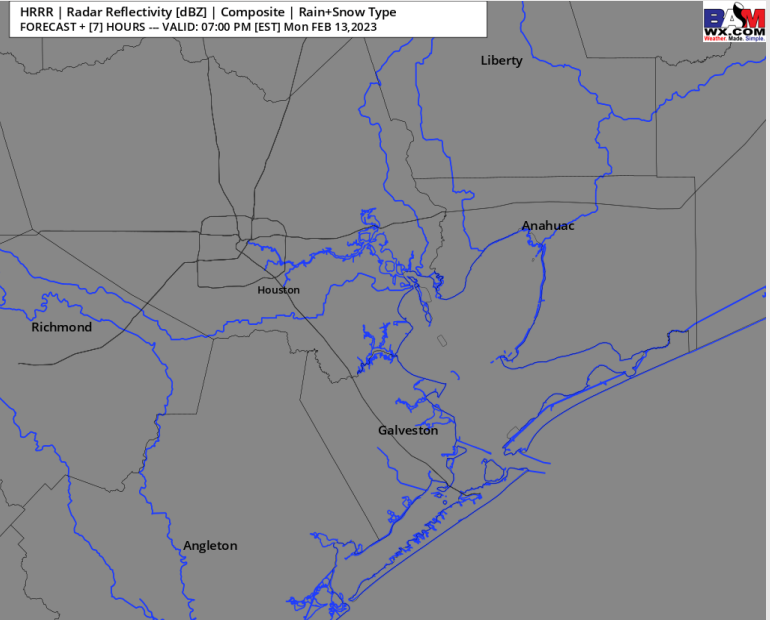 HRRR | Radar Reflectivity [dBZ] | Composite | Rain+Snow Type
FORECAST + [7] HOURS --- VALID: 07:00 PM [EST] Mon FEB 13,2023
BAM
WX.COM
Weather. Made. Simple.
Liberty
Anahuac
Houston
Richmond
Galveston
Angleton